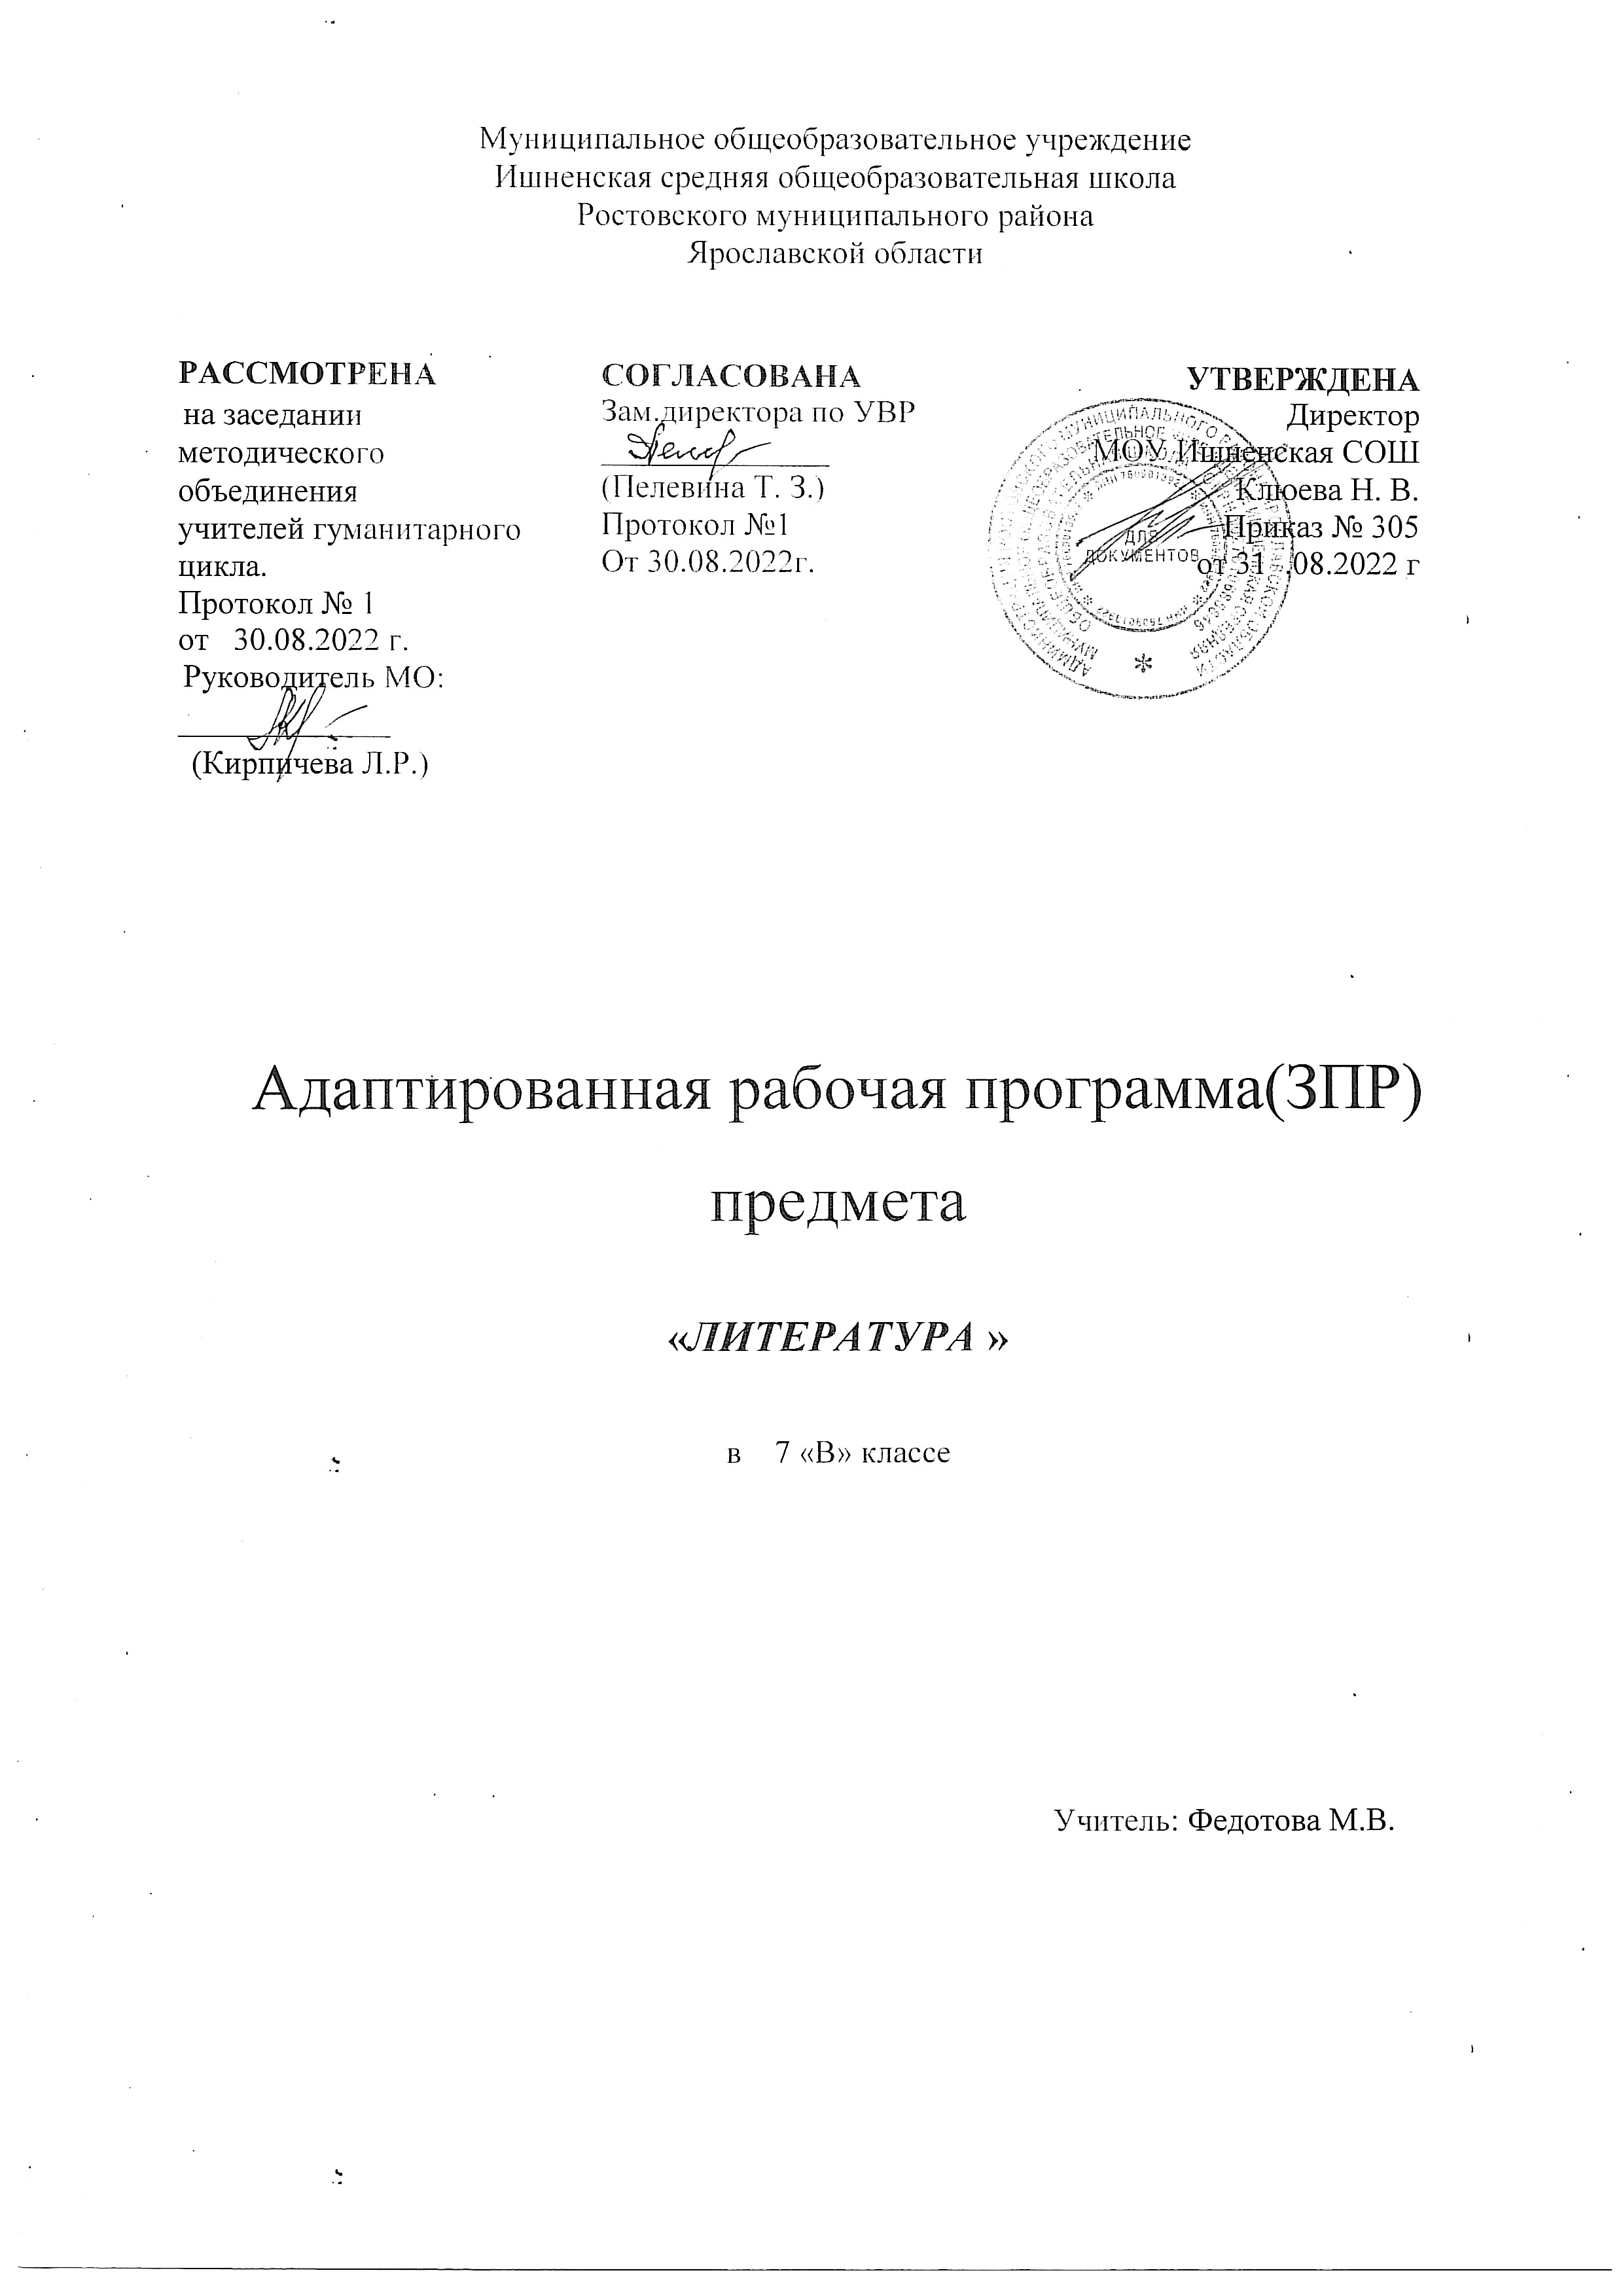 Муниципальное общеобразовательное учреждение
Ишненская средняя общеобразовательная школа
Ростовского муниципального района
Ярославской области
РАССМОТРЕНА
на заседании
методического
объединения
учителей гуманитарного
цикла.
Протокол № 1
от 30.08.2022 г.
Руководитель МО:
(Кирпичева Л.Р.)
СОГЛАСОВАНА
Зам.директора по УВР
(Пелевина Т. З.)
Протокол №1
От 30.08.2022г.
УТВЕРЖДЕНА
Директор
МОУ Ишненская СОШ
Клюева Н. В.
Приказ № 305
от 31 .08.2022 г
ДЛЯ
ДОКУМЕНТОВ
Адаптированная рабочая программа(ЗПР)
предмета
«ЛИТЕРАТУРА »
в 7 «В» классе
Учитель: Федотова М.В.